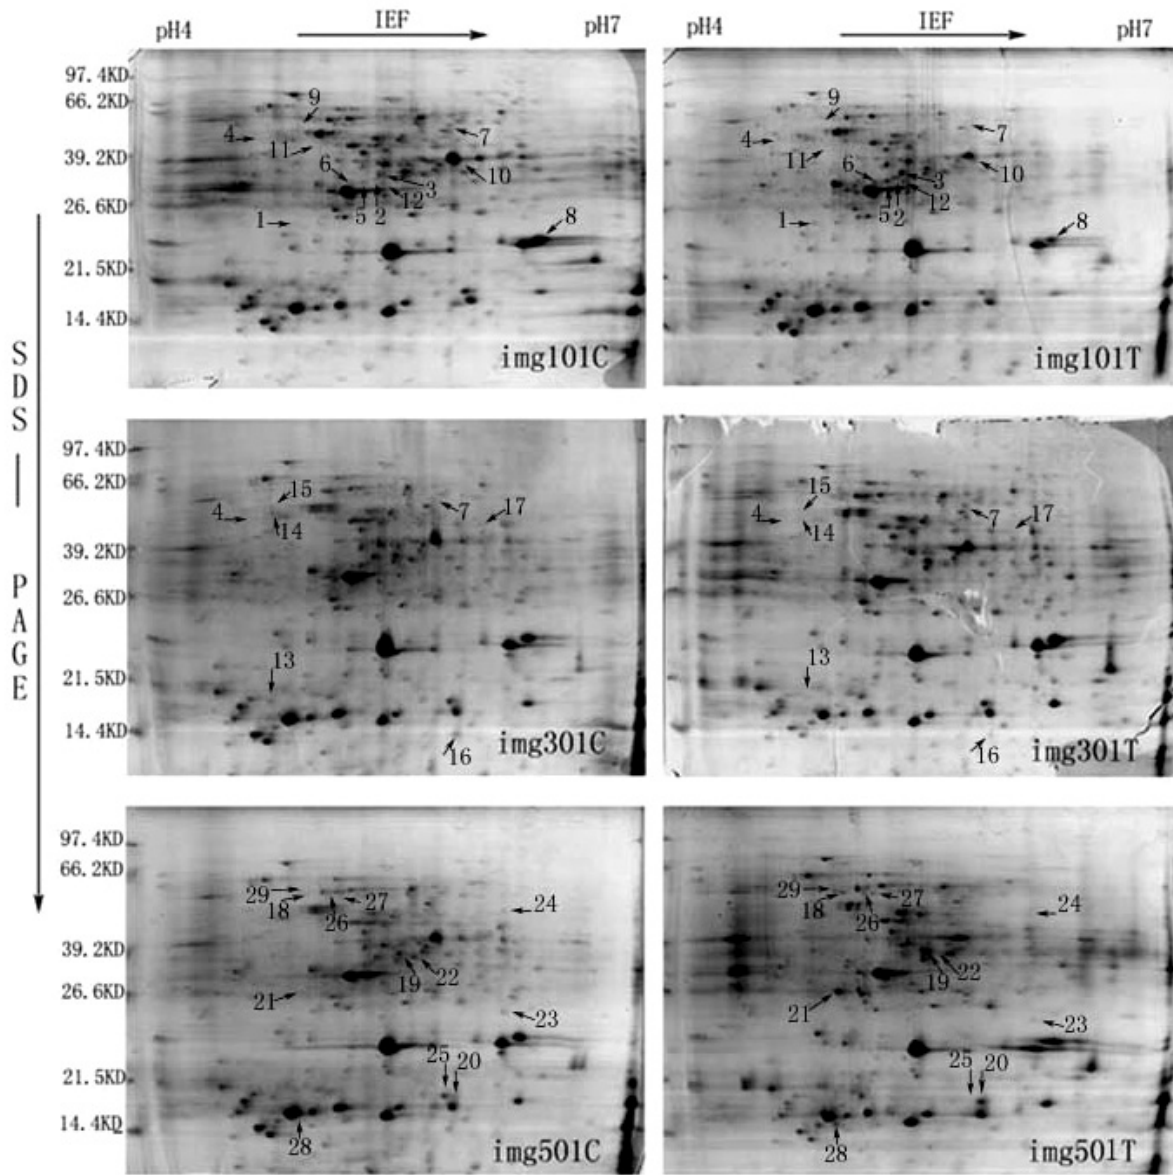 pH4 IEF pH7 pH4 IEF pH7
97.4KD
66.2KD
39.2KD
26.6KD
21.5KD
14.4KD
9
4
7
11
6
10
3
12
1
5 2
8
img101C
9
4
7
11
6
10
3
12
1
5 2
8
img101T
SDS — PAGE
97.4KD
66.2KD
39.2KD
26.6KD
21.5KD
14.4KD
15
4
7 17
14
13
16
img301C
15
4
7 17
14
13
16
img301T
97.4KD
66.2KD
39.2KD
26.6KD
21.5KD
14.4KD
29
27
18
26
24
19 22
21
23
25 20
28
img501C
29
27
18
26
24
19 22
21
23
25 20
28
img501T